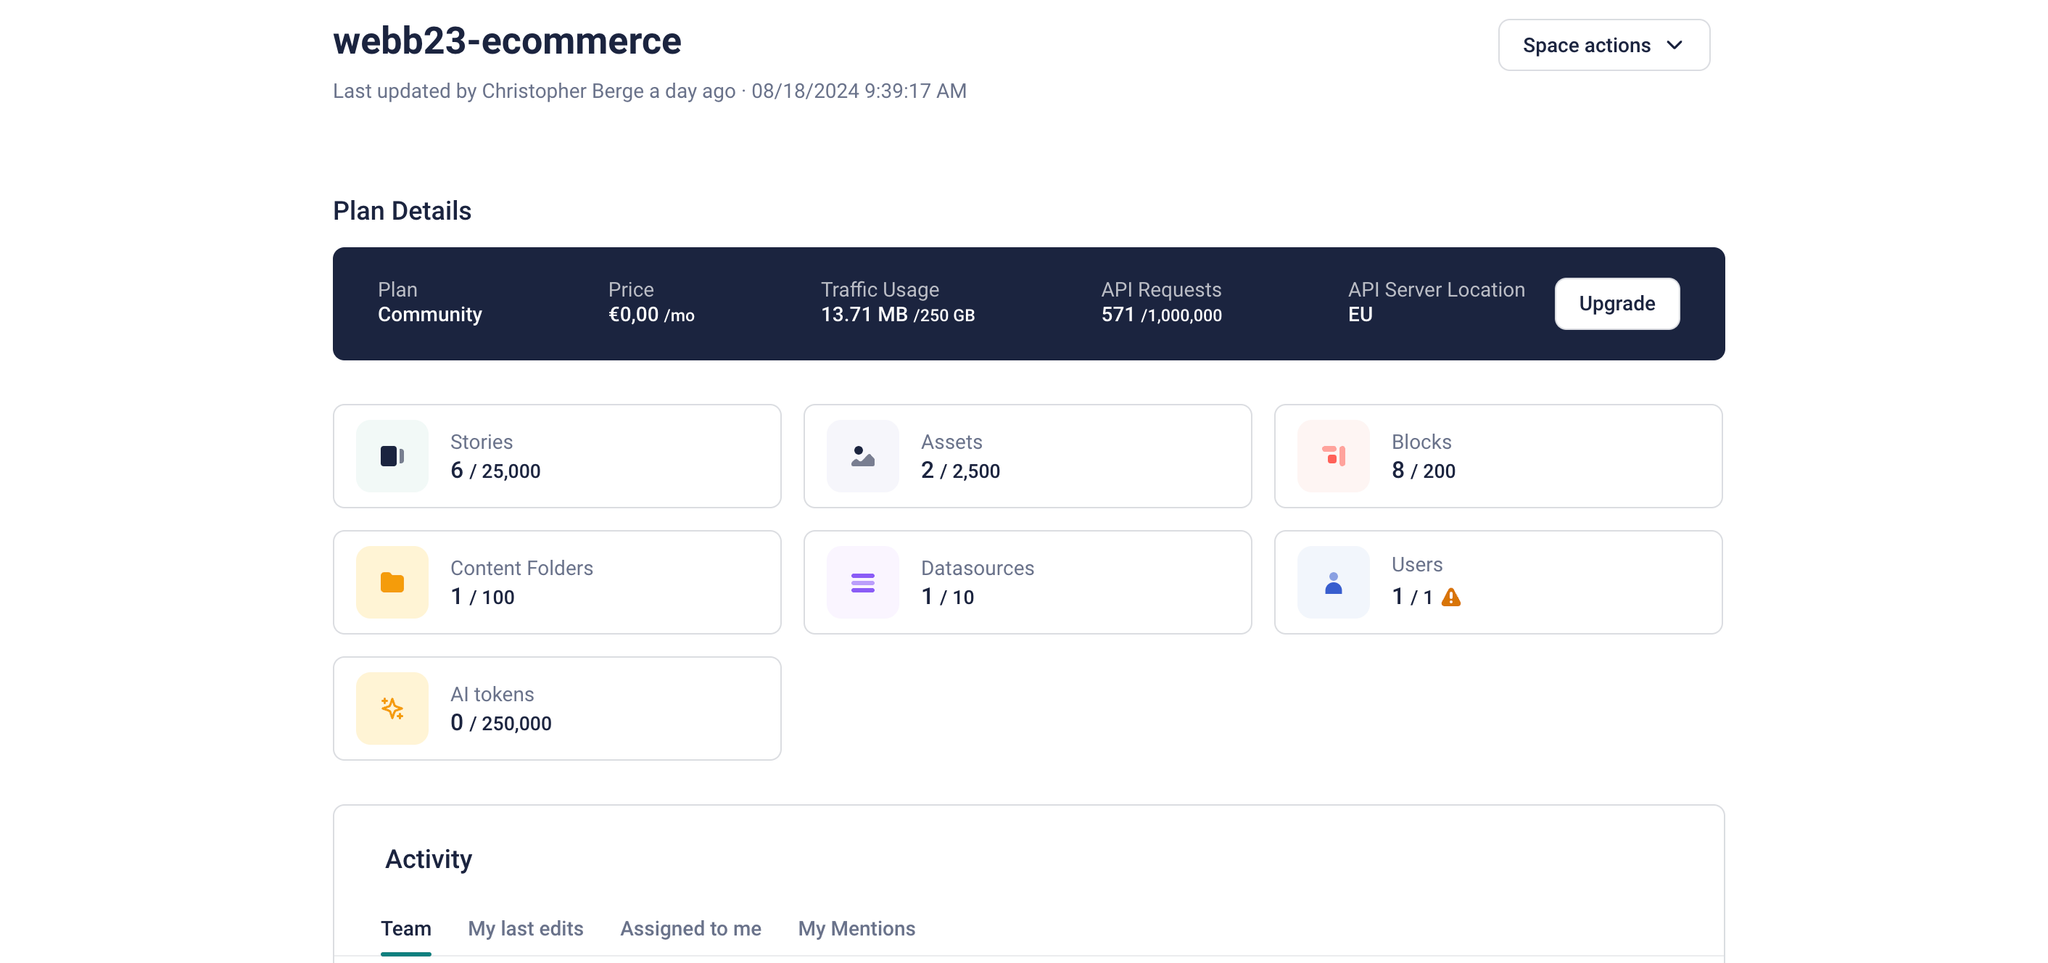 webb23-ecommerce
Space actions
Last updated by Christopher Berge a day ago · 08/18/2024 9:39:17 AM
Plan Details
Plan
Community
Price
€0,00 /mo
Traffic Usage
13.71 MB /250 GB
API Requests
571 /1,000,000
API Server Location
EU
Upgrade
Stories
6 / 25,000
Assets
2 / 2,500
Blocks
8 / 200
Content Folders
1 / 100
Datasources
1 / 10
Users
1 / 1
AI tokens
0 / 250,000
Activity
Team My last edits Assigned to me My Mentions